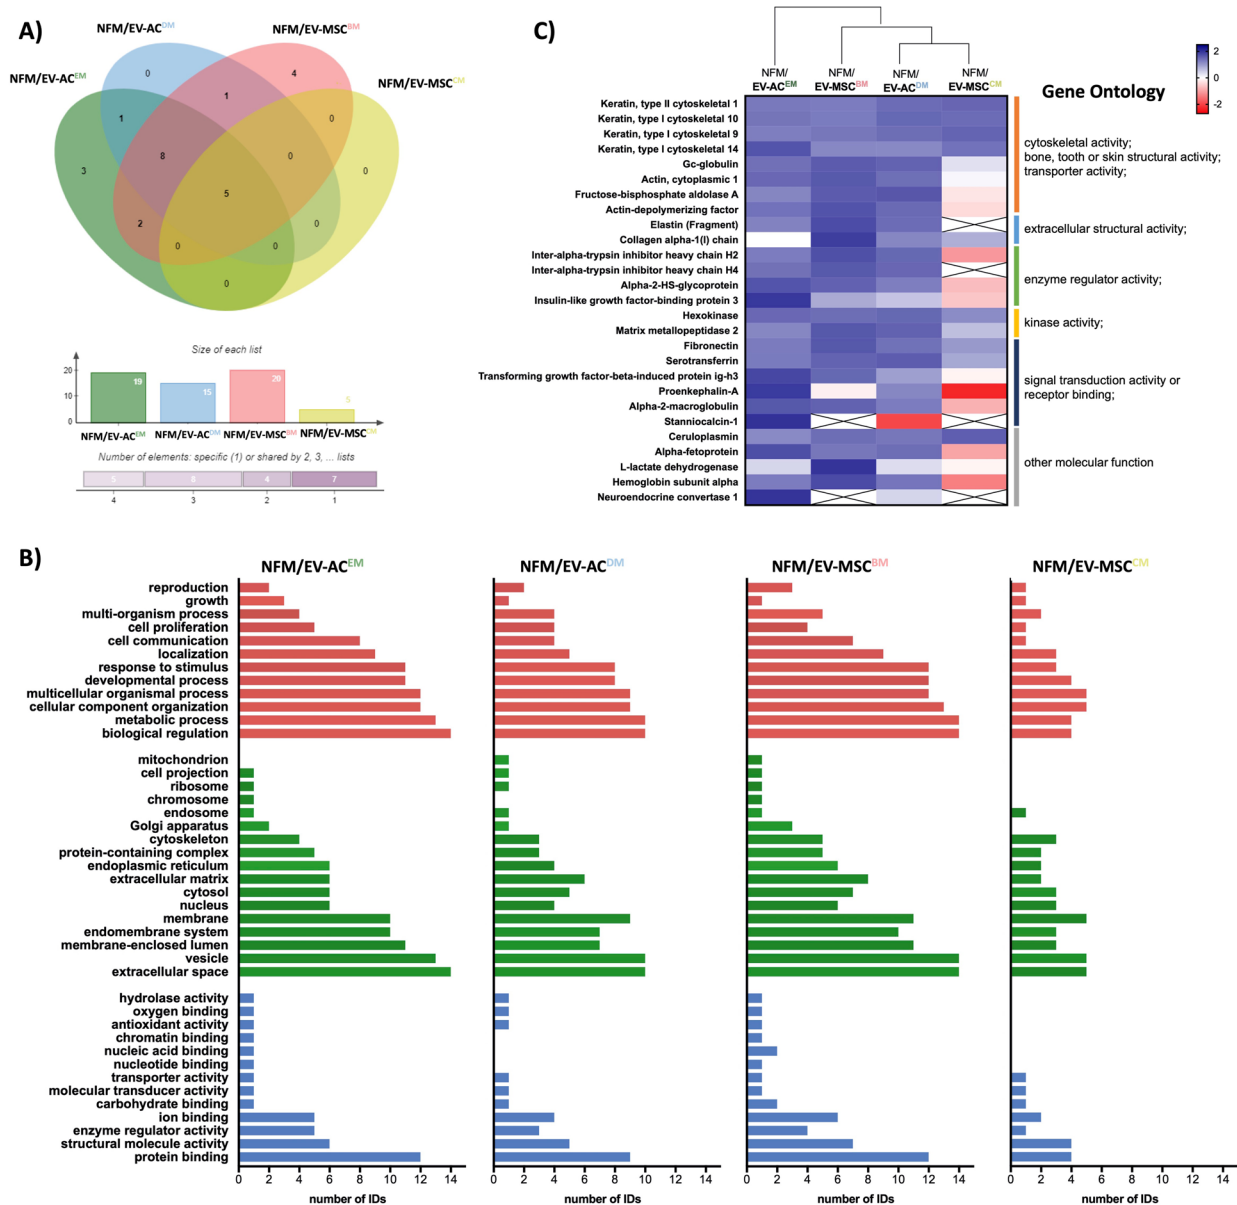 A)
NFM/EV-AC^DM
NFM/EV-MSC^BM
NFM/EV-AC^EM
NFM/EV-MSC^CM
0
4
1
0
1
3
8
0
0
5
2
0
0
0
0
Size of each list
20
10
0
19
15
20
5
NFM/EV-AC^EM NFM/EV-AC^DM NFM/EV-MSC^BM NFM/EV-MSC^CM
Number of elements: specific (1) or shared by 2, 3, ... lists
5 8 4 7
4 3 2 1
C)
NFM/ EV-AC^EM
NFM/ EV-MSC^BM
NFM/ EV-AC^DM
NFM/ EV-MSC^CM
Gene Ontology
2
0
-2
Keratin, type II cytoskeletal 1
Keratin, type I cytoskeletal 10
Keratin, type I cytoskeletal 9
Keratin, type I cytoskeletal 14
Gc-globulin
Actin, cytoplasmic 1
Fructose-bisphosphate aldolase A
Actin-depolymerizing factor
Elastin (Fragment)
Collagen alpha-1(I) chain
Inter-alpha-trypsin inhibitor heavy chain H2
Inter-alpha-trypsin inhibitor heavy chain H4
Alpha-2-HS-glycoprotein
Insulin-like growth factor-binding protein 3
Hexokinase
Matrix metallopeptidase 2
Fibronectin
Serotransferrin
Transforming growth factor-beta-induced protein ig-h3
Proenkephalin-A
Alpha-2-macroglobulin
Stanniocalcin-1
Ceruloplasmin
Alpha-fetoprotein
L-lactate dehydrogenase
Hemoglobin subunit alpha
Neuroendocrine convertase 1
cytoskeletal activity;
bone, tooth or skin structural activity;
transporter activity;
extracellular structural activity;
enzyme regulator activity;
kinase activity;
signal transduction activity or
receptor binding;
other molecular function
B)
NFM/EV-AC^EM
NFM/EV-AC^DM
NFM/EV-MSC^BM
NFM/EV-MSC^CM
reproduction
growth
multi-organism process
cell proliferation
cell communication
localization
response to stimulus
developmental process
multicellular organismal process
cellular component organization
metabolic process
biological regulation
mitochondrion
cell projection
ribosome
chromosome
endosome
Golgi apparatus
cytoskeleton
protein-containing complex
endoplasmic reticulum
extracellular matrix
cytosol
nucleus
membrane
endomembrane system
membrane-enclosed lumen
vesicle
extracellular space
hydrolase activity
oxygen binding
antioxidant activity
chromatin binding
nucleic acid binding
nucleotide binding
transporter activity
molecular transducer activity
carbohydrate binding
ion binding
enzyme regulator activity
structural molecule activity
protein binding
0 2 4 6 8 10 12 14
0 2 4 6 8 10 12 14
0 2 4 6 8 10 12 14
0 2 4 6 8 10 12 14
number of IDs
number of IDs
number of IDs
number of IDs